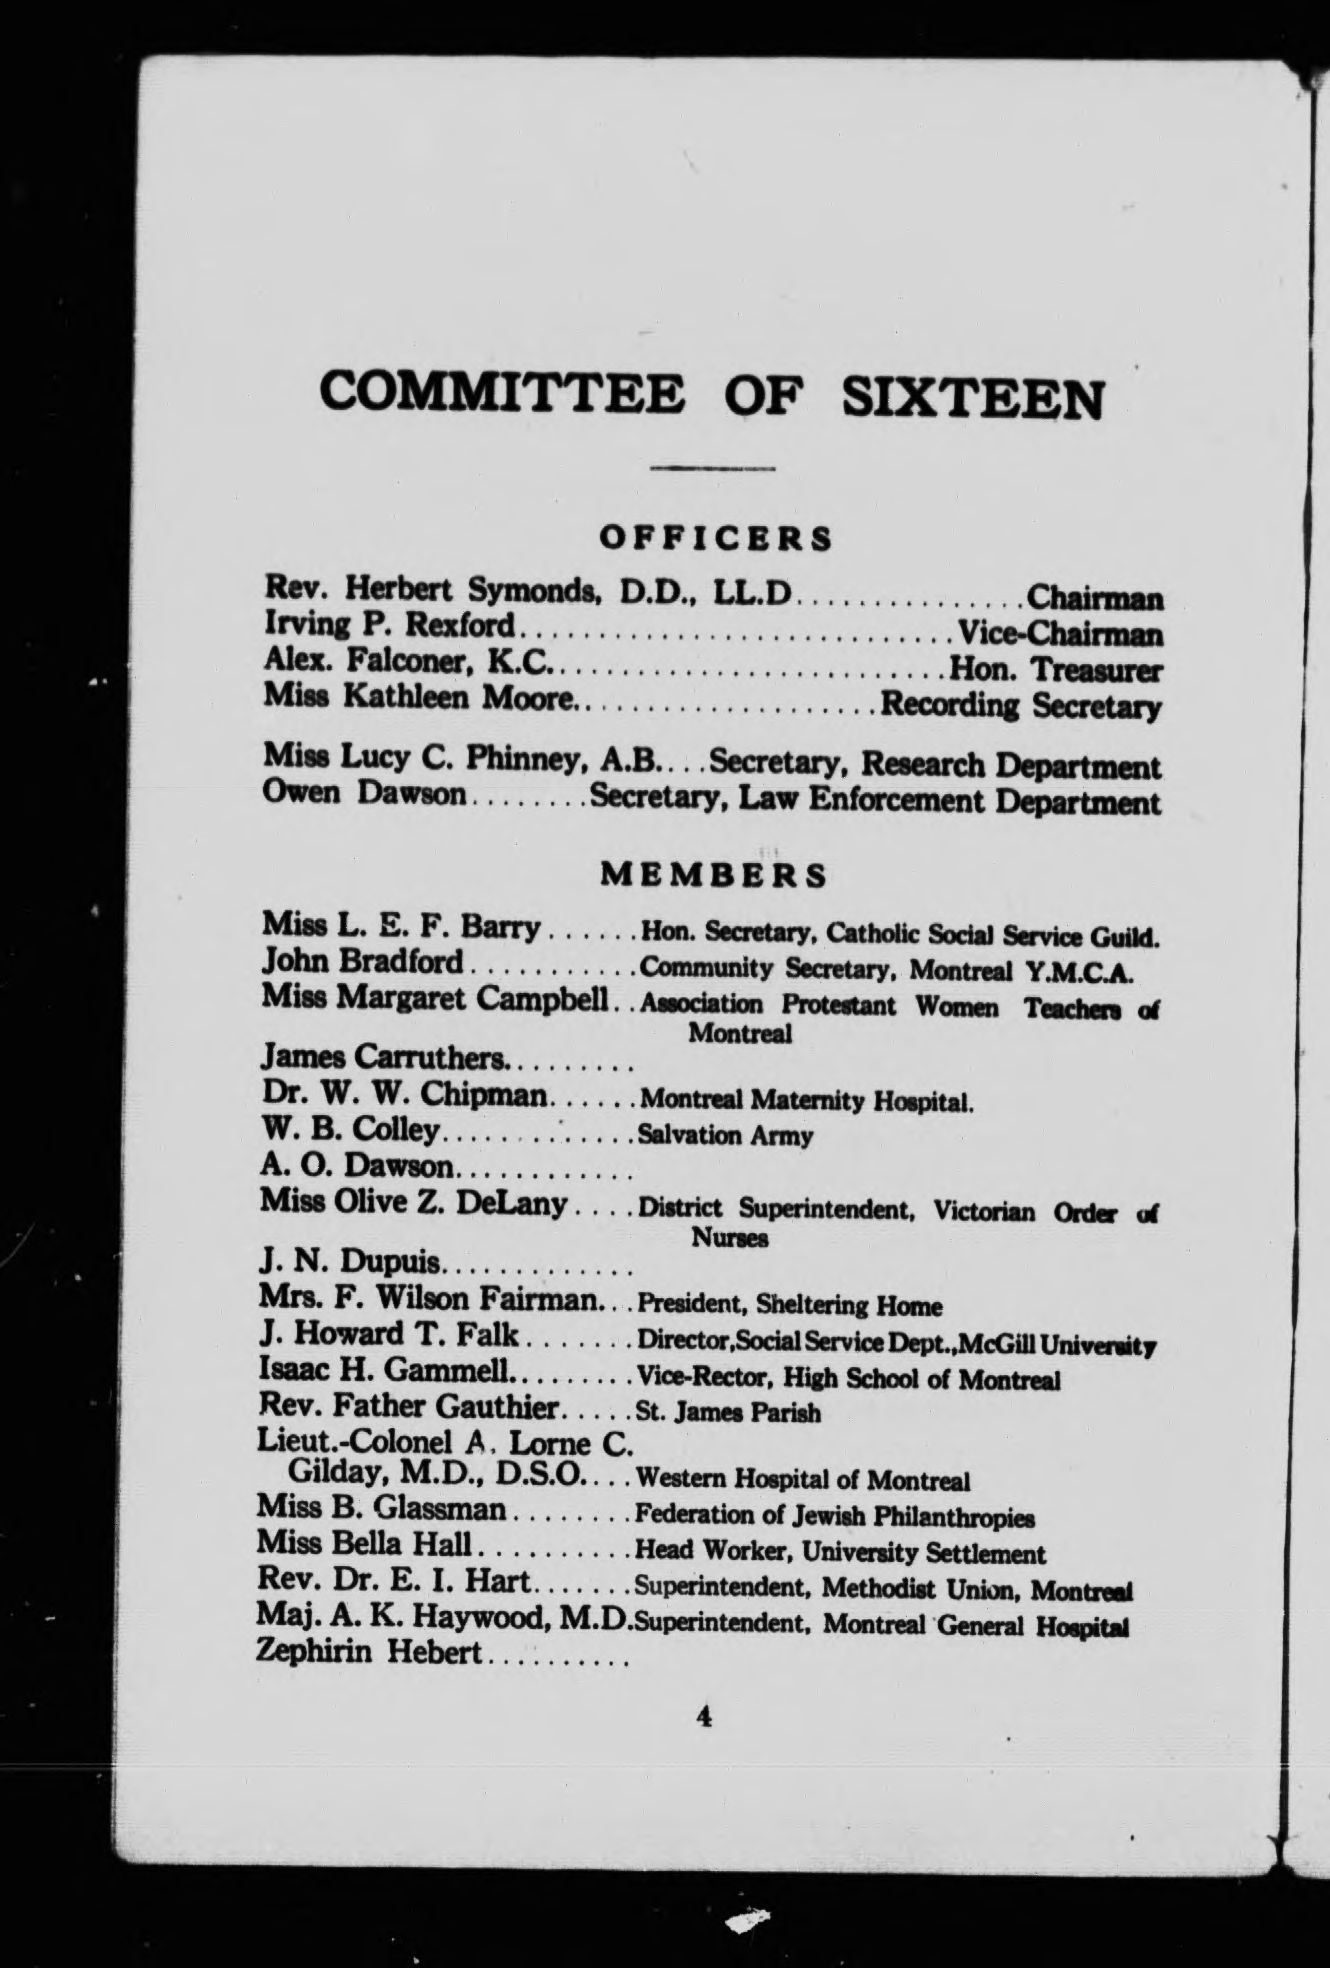 COMMITTEE OF SIXTEEN
OFFICERS
Rev. Herbert Symonds, D.D., LL.D...............Chairman
Irving P. Rexford............................Vice-Chairman
Alex. Falconer, K.C..........................Hon. Treasurer
Miss Kathleen Moore....................Recording Secretary
Miss Lucy C. Phinney, A.B....Secretary, Research Department
Owen Dawson........Secretary, Law Enforcement Department
MEMBERS
Miss L. E. F. Barry......Hon. Secretary, Catholic Social Service Guild.
John Bradford...........Community Secretary, Montreal Y.M.C.A.
Miss Margaret Campbell..Association Protestant Women Teachers of
Montreal
James Carruthers.........
Dr. W. W. Chipman......Montreal Maternity Hospital.
W. B. Colley.............Salvation Army
A. O. Dawson............
Miss Olive Z. DeLany....District Superintendent, Victorian Order of
Nurses
J. N. Dupuis.............
Mrs. F. Wilson Fairman...President, Sheltering Home
J. Howard T. Falk.......Director,Social Service Dept.,McGill University
Isaac H. Gammell.........Vice-Rector, High School of Montreal
Rev. Father Gauthier.....St. James Parish
Lieut.-Colonel A. Lorne C.
Gilday, M.D., D.S.O....Western Hospital of Montreal
Miss B. Glassman........Federation of Jewish Philanthropies
Miss Bella Hall..........Head Worker, University Settlement
Rev. Dr. E. I. Hart.......Superintendent, Methodist Union, Montreal
Maj. A. K. Haywood, M.D.Superintendent, Montreal General Hospital
Zephirin Hebert..........
4